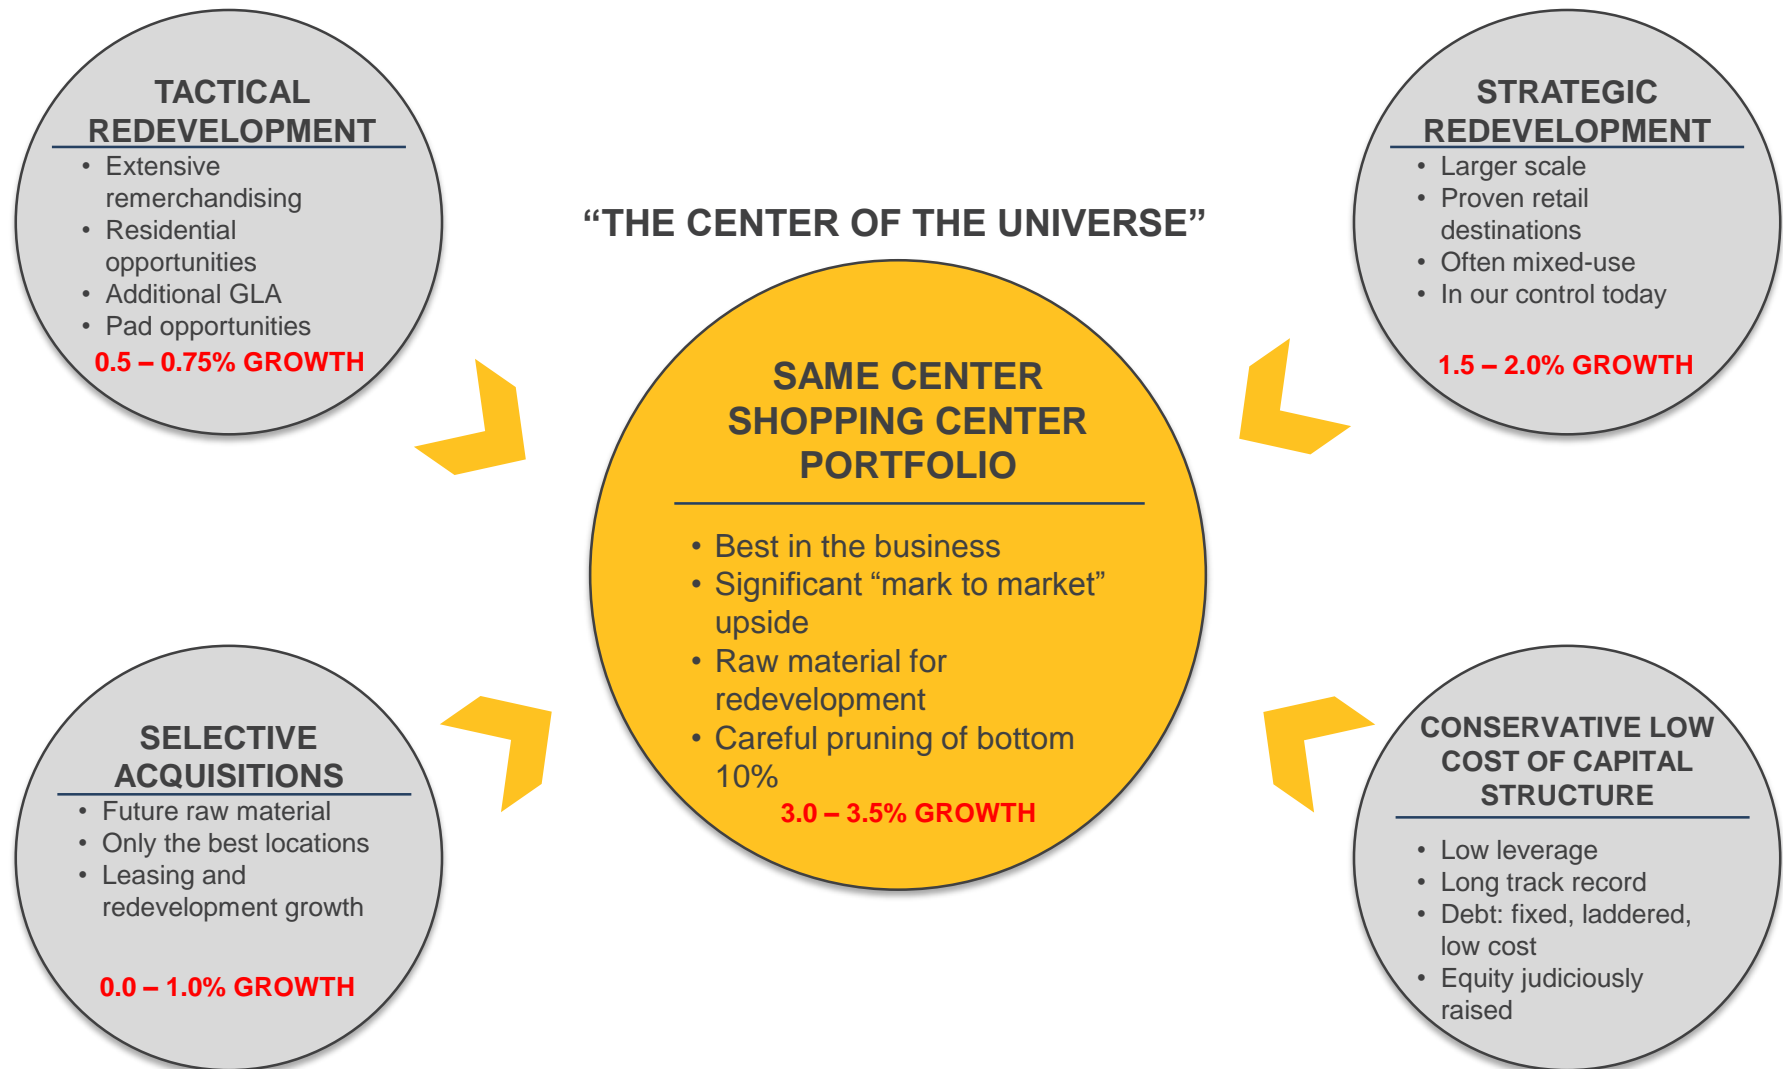 TACTICAL
REDEVELOPMENT
• Extensive
remerchandising
• Residential
opportunities
• Additional GLA
• Pad opportunities
0.5 – 0.75% GROWTH
STRATEGIC
REDEVELOPMENT
• Larger scale
• Proven retail
destinations
• Often mixed-use
• In our control today
1.5 – 2.0% GROWTH
“THE CENTER OF THE UNIVERSE”
SAME CENTER
SHOPPING CENTER
PORTFOLIO
• Best in the business
• Significant “mark to market”
upside
• Raw material for
redevelopment
• Careful pruning of bottom
10%
3.0 – 3.5% GROWTH
SELECTIVE
ACQUISITIONS
• Future raw material
• Only the best locations
• Leasing and
redevelopment growth
0.0 – 1.0% GROWTH
CONSERVATIVE LOW
COST OF CAPITAL
STRUCTURE
• Low leverage
• Long track record
• Debt: fixed, laddered,
low cost
• Equity judiciously
raised